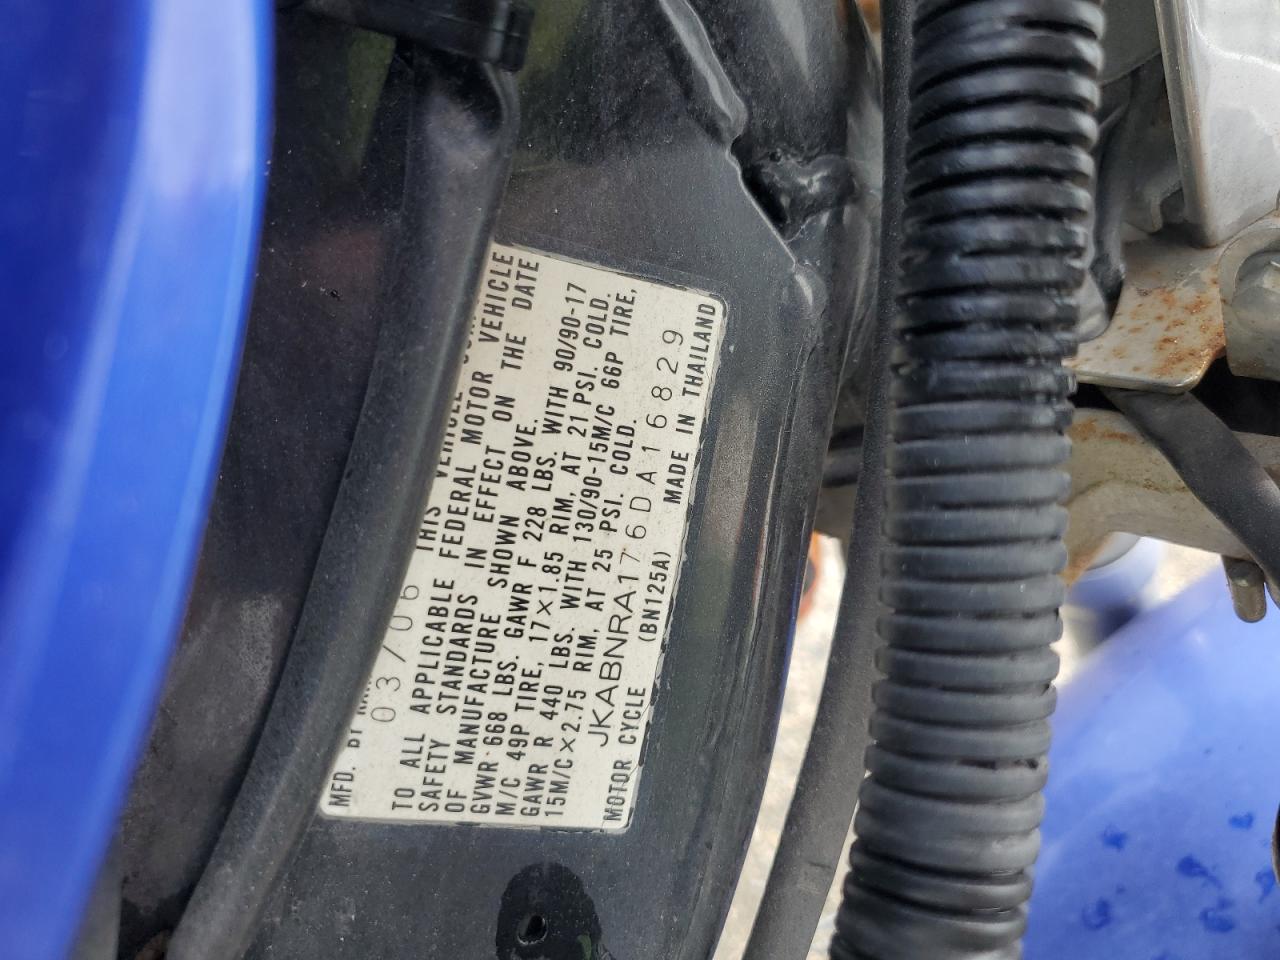 MFD. BY
03/06 THIS VEHICLE
TO ALL APPLICABLE FEDERAL MOTOR VEHICLE
SAFETY STANDARDS IN EFFECT ON THE DATE
OF MANUFACTURE SHOWN ABOVE.
GVWR 668 LBS. GAWR F 228 LBS. WITH 90/90-17
M/C 49P TIRE, 17×1.85 RIM, AT 21 PSI. COLD.
GAWR R 440 LBS. WITH 130/90-15M/C 66P TIRE,
15M/C×2.75 RIM, AT 25 PSI. COLD.
JKABNRA176DA16829
MOTOR CYCLE (BN125A) MADE IN THAILAND